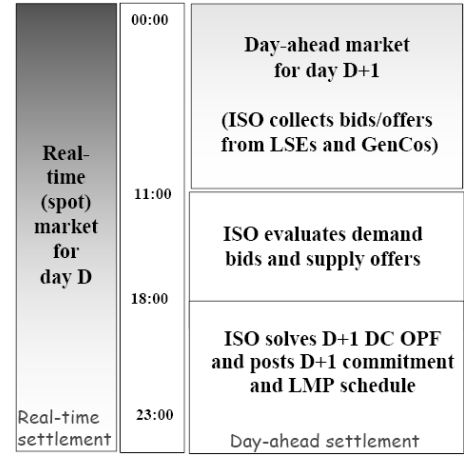 Real-
time
(spot)
market
for
day D
Real-time
settlement
00:00
11:00
18:00
23:00
Day-ahead market
for day D+1
(ISO collects bids/offers
from LSEs and GenCos)
ISO evaluates demand
bids and supply offers
ISO solves D+1 DC OPF
and posts D+1 commitment
and LMP schedule
Day-ahead settlement